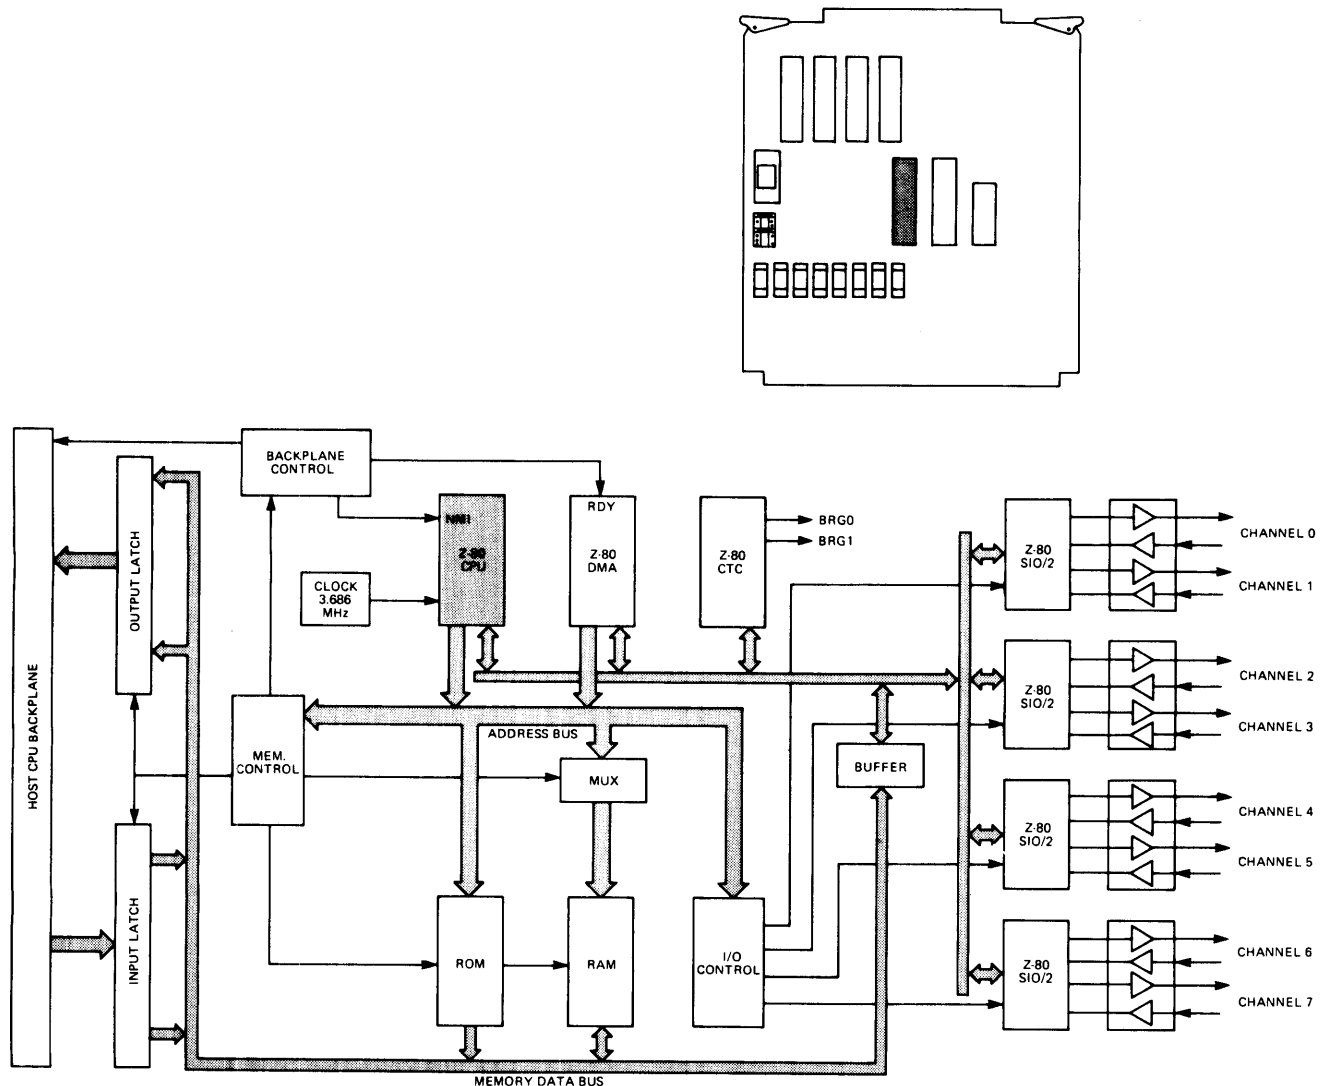 BACKPLANE
CONTROL
NMI
Z-80
CPU
RDY
Z-80
DMA
Z-80
CTC
BRG0
BRG1
CLOCK
3.686
MHz
HOST CPU BACKPLANE
OUTPUT LATCH
INPUT LATCH
MEM.
CONTROL
ADDRESS BUS
MUX
BUFFER
ROM
RAM
I/O
CONTROL
MEMORY DATA BUS
Z-80
SIO/2
CHANNEL 0
CHANNEL 1
Z-80
SIO/2
CHANNEL 2
CHANNEL 3
Z-80
SIO/2
CHANNEL 4
CHANNEL 5
Z-80
SIO/2
CHANNEL 6
CHANNEL 7